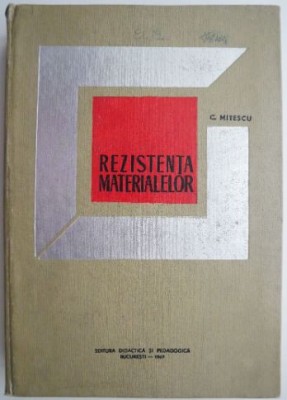 C. MITESCU
REZISTENȚA
MATERIALELOR
EDITURA DIDACTICĂ ȘI PEDAGOGICĂ
BUCUREȘTI —